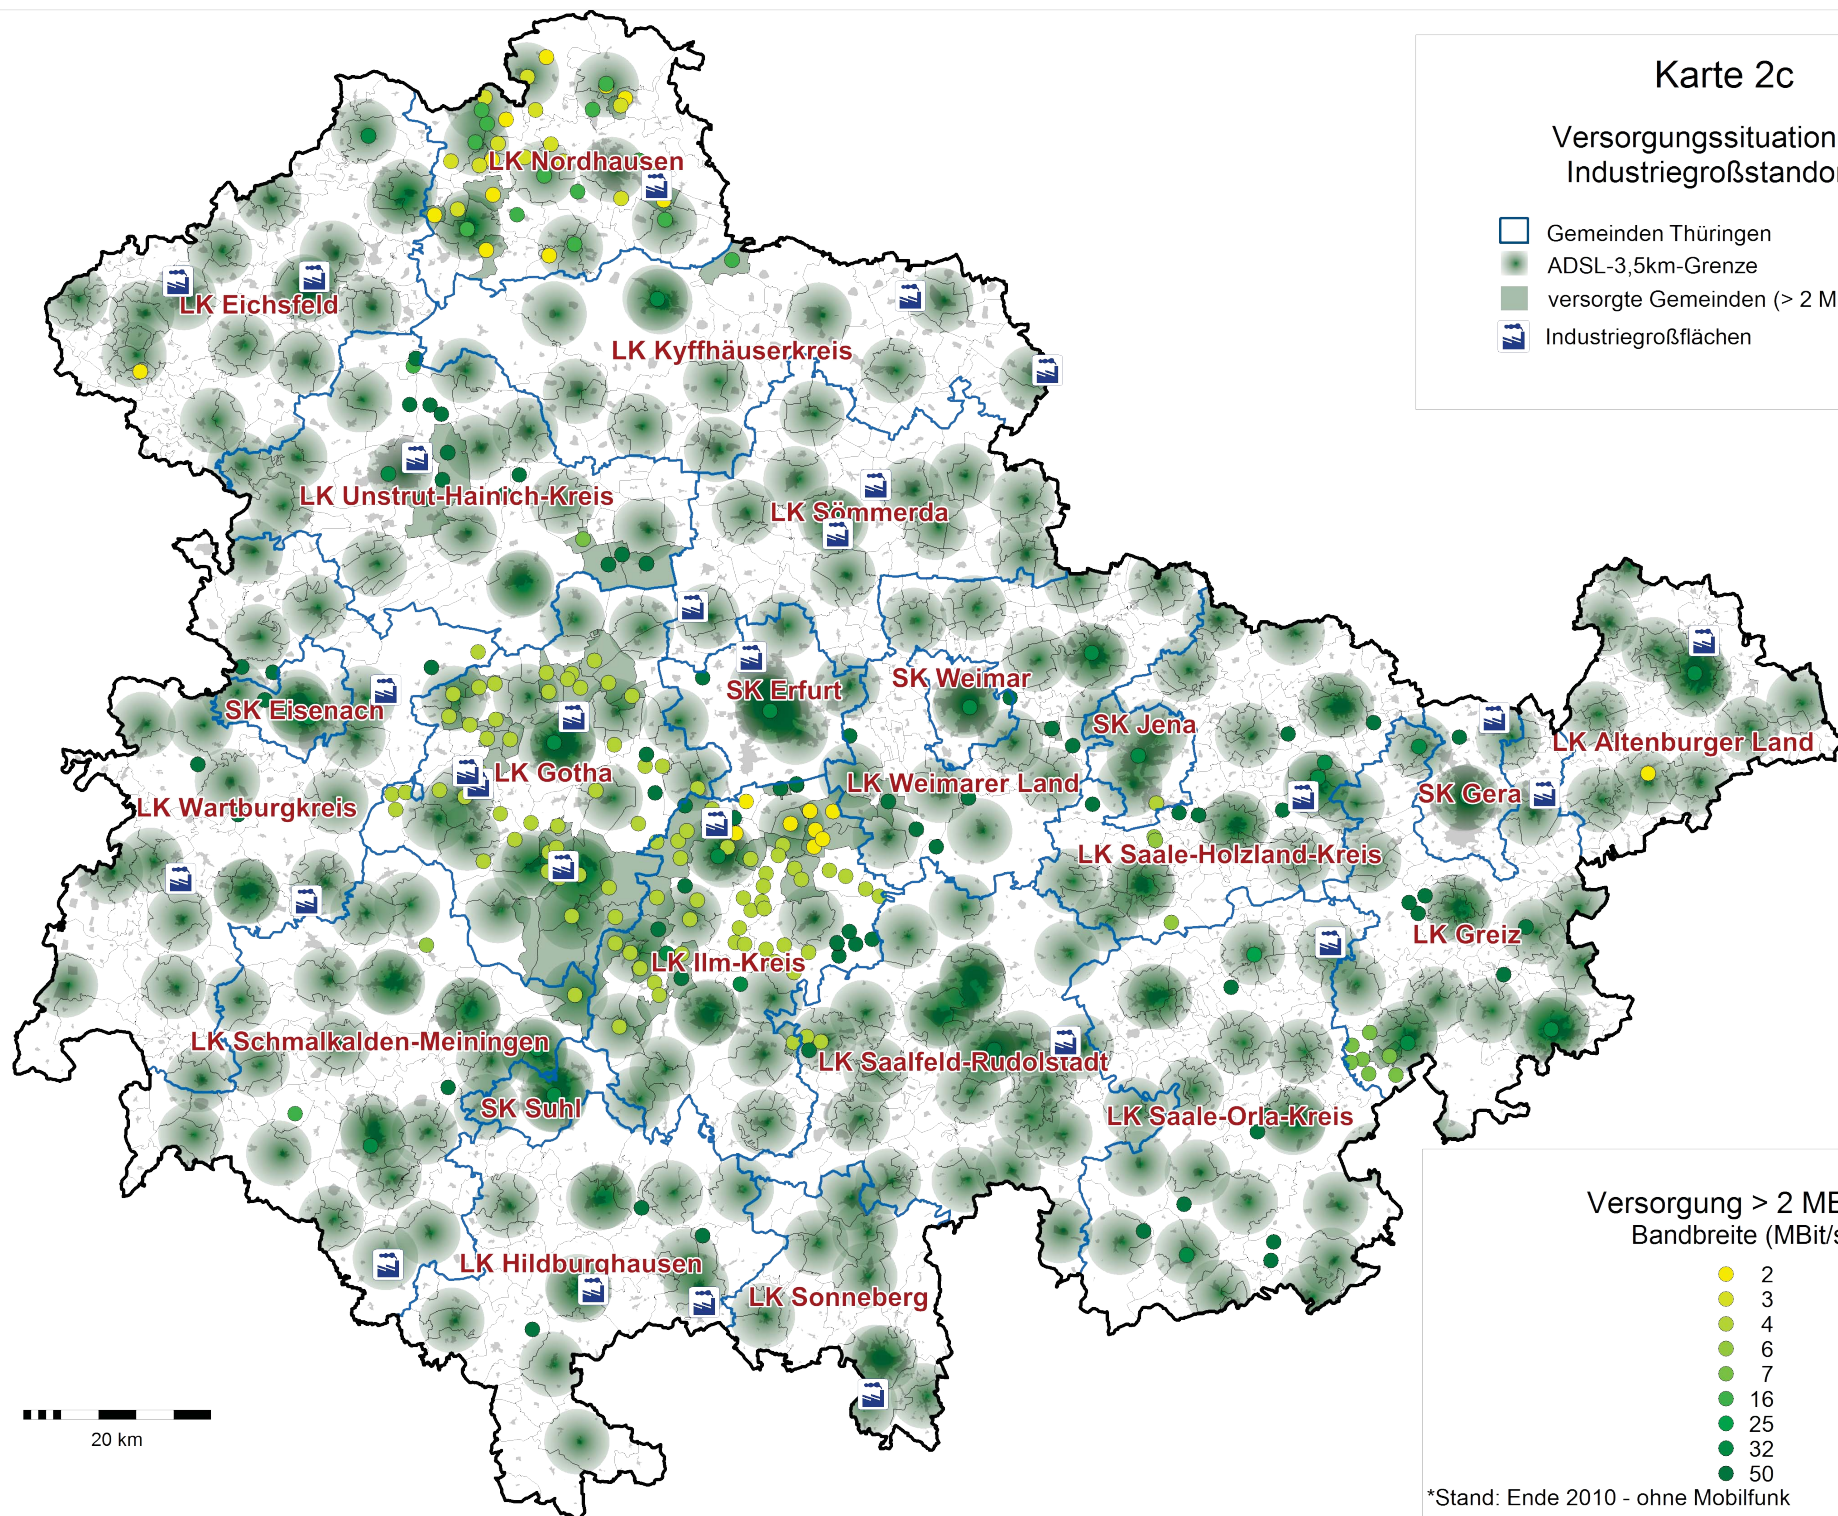 Karte 2c
Versorgungssituation
Industriegroßstandor
Gemeinden Thüringen
ADSL-3,5km-Grenze
versorgte Gemeinden (> 2 M
Industriegroßflächen
LK Nordhausen
LK Eichsfeld
LK Kyffhäuserkreis
LK Unstrut-Hainich-Kreis
LK Sömmerda
SK Erfurt
SK Weimar
SK Eisenach
SK Jena
LK Altenburger Land
LK Gotha
LK Weimarer Land
SK Gera
LK Wartburgkreis
LK Saale-Holzland-Kreis
LK Greiz
LK Ilm-Kreis
LK Schmalkalden-Meiningen
LK Saalfeld-Rudolstadt
SK Suhl
LK Saale-Orla-Kreis
LK Hildburghausen
LK Sonneberg
Versorgung > 2 ME
Bandbreite (MBit/s
2
3
4
6
7
16
25
32
50
20 km
*Stand: Ende 2010 - ohne Mobilfunk